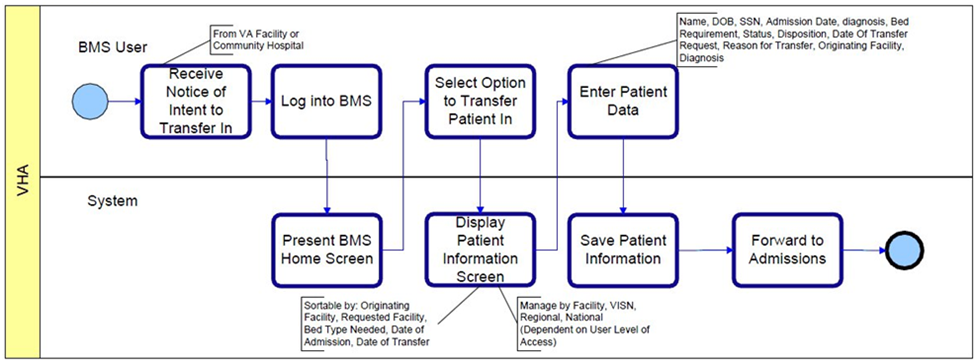 VHA
BMS User
From VA Facility or
Community Hospital
Name, DOB, SSN, Admission Date, diagnosis, Bed
Requirement, Status, Disposition, Date Of Transfer
Request, Reason for Transfer, Originating Facility,
Diagnosis
Receive
Notice of
Intent to
Transfer In
Log into BMS
Select Option
to Transfer
Patient In
Enter Patient
Data
System
Present BMS
Home Screen
Display
Patient
Information
Screen
Save Patient
Information
Forward to
Admissions
Sortable by: Originating
Facility, Requested Facility,
Bed Type Needed, Date of
Admission, Date of Transfer
Manage by Facility, VISN,
Regional, National
(Dependent on User Level of
Access)